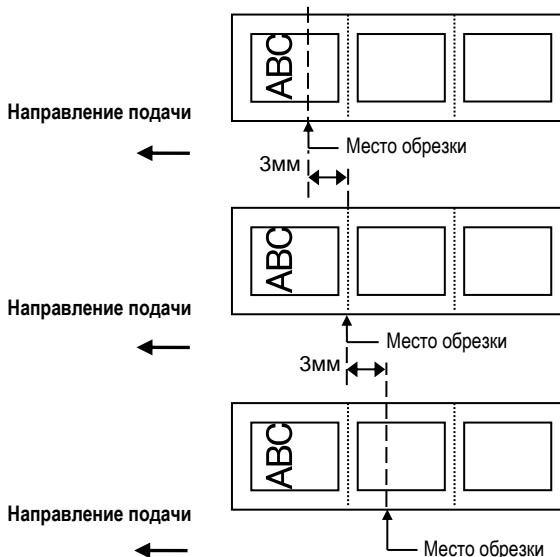 ABC
Направление подачи
Место обрезки
3мм
ABC
Направление подачи
Место обрезки
3мм
ABC
Направление подачи
Место обрезки